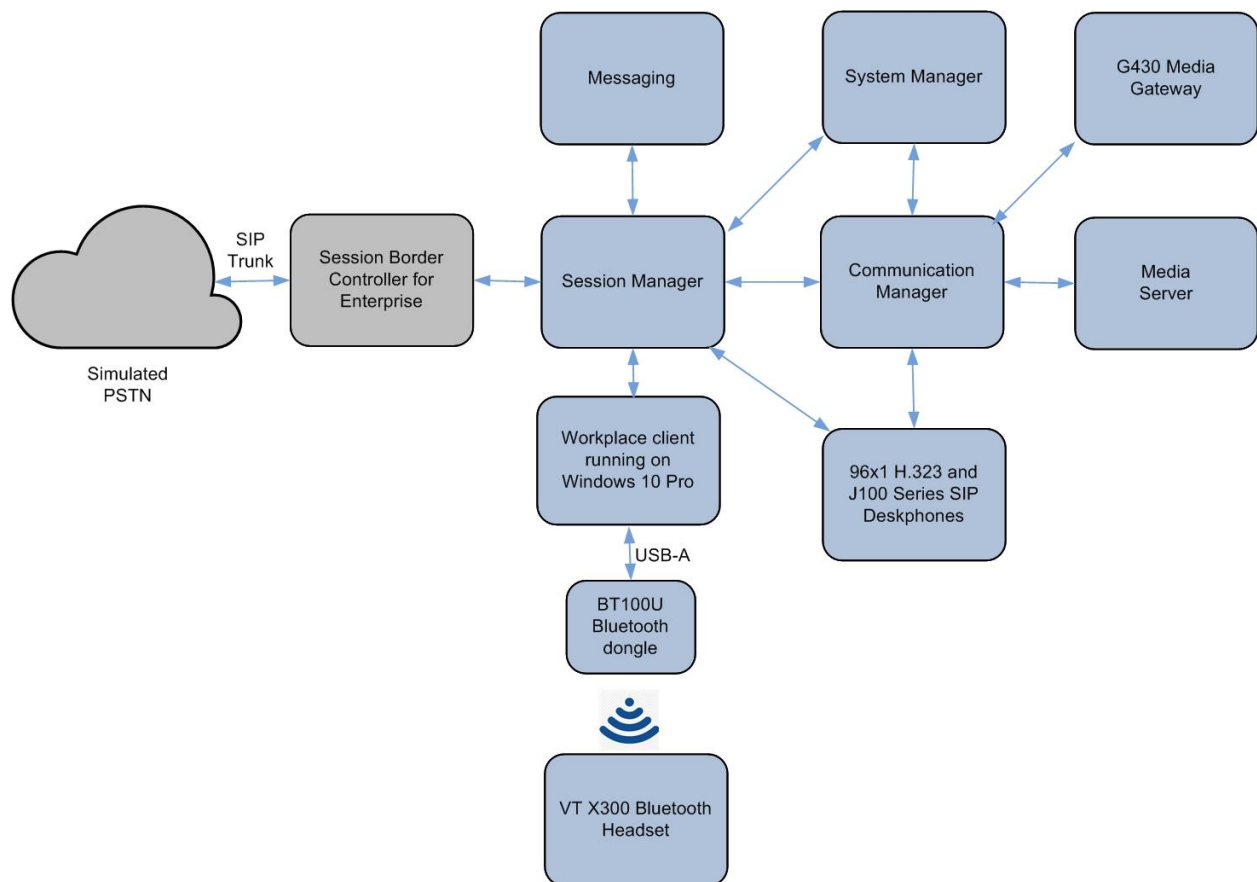 Messaging
System Manager
G430 Media
Gateway
SIP
Trunk
Session Border
Controller for
Enterprise
Session Manager
Communication
Manager
Media
Server
Simulated
PSTN
Workplace client
running on
Windows 10 Pro
96x1 H.323 and
J100 Series SIP
Deskphones
USB-A
BT100U
Bluetooth
dongle
VT X300 Bluetooth
Headset